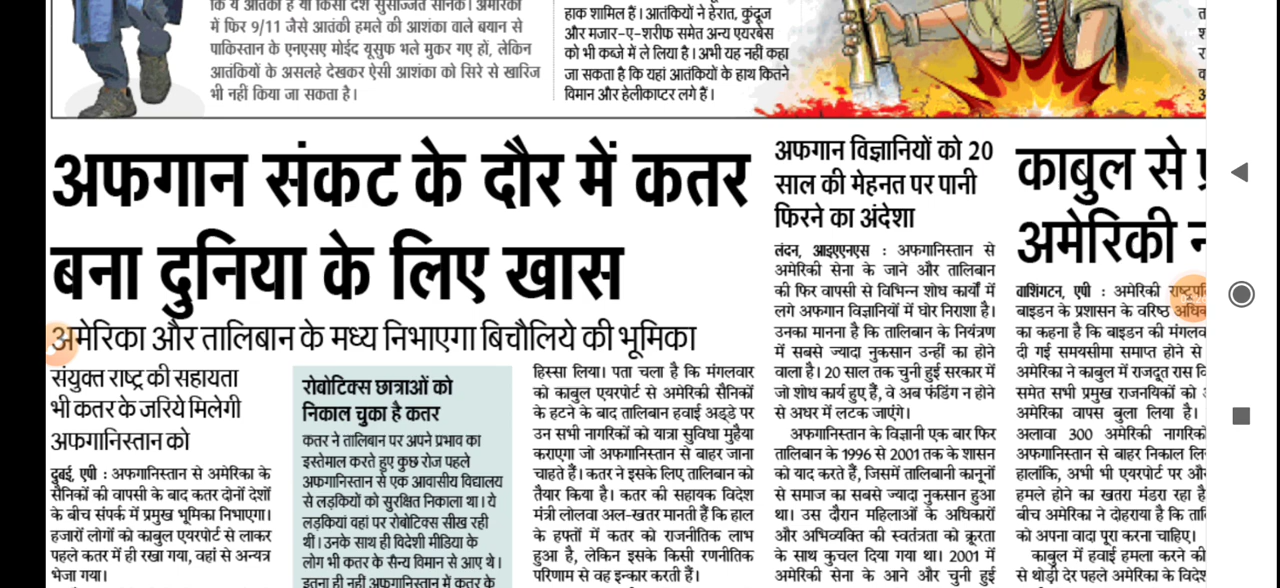 कि ये आतंकी हैं या किसी देश सुसज्जित सैनिक। अमेरिका
में फिर 9/11 जैसे आतंकी हमले की आशंका वाले बयान से
पाकिस्तान के एनएसए मोईद यूसुफ भले मुकर गए हों, लेकिन
आतंकियों के असलहे देखकर ऐसी आशंका को सिरे से खारिज
भी नहीं किया जा सकता है।
हाक शामिल हैं। आतंकियों ने हेरात, कुंदूज
और मजार-ए-शरीफ समेत अन्य एयरबेस
को भी कब्जे में ले लिया है। अभी यह नहीं कहा
जा सकता है कि यहां आतंकियों के हाथ कितने
विमान और हेलीकाप्टर लगे हैं।
अफगान संकट के दौर में कतर
बना दुनिया के लिए खास
अमेरिका और तालिबान के मध्य निभाएगा बिचौलिये की भूमिका
संयुक्त राष्ट्र की सहायता
भी कतर के जरिये मिलेगी
अफगानिस्तान को
दुबई, एपी : अफगानिस्तान से अमेरिका के
सैनिकों की वापसी के बाद कतर दोनों देशों
के बीच संपर्क में प्रमुख भूमिका निभाएगा।
हजारों लोगों को काबुल एयरपोर्ट से लाकर
पहले कतर में ही रखा गया, वहां से अन्यत्र
भेजा गया।
रोबोटिक्स छात्राओं को
निकाल चुका है कतर
कतर ने तालिबान पर अपने प्रभाव का
इस्तेमाल करते हुए कुछ रोज पहले
अफगानिस्तान से एक आवासीय विद्यालय
से लड़कियों को सुरक्षित निकाला था। ये
लड़कियां वहां पर रोबोटिक्स सीख रही
थीं। उनके साथ ही विदेशी मीडिया के
लोग भी कतर के सैन्य विमान से आए थे।
इतना ही नहीं अफगानिस्तान में कतर के
हिस्सा लिया। पता चला है कि मंगलवार
को काबुल एयरपोर्ट से अमेरिकी सैनिकों
के हटने के बाद तालिबान हवाई अड्डे पर
उन सभी नागरिकों को यात्रा सुविधा मुहैया
कराएगा जो अफगानिस्तान से बाहर जाना
चाहते हैं। कतर ने इसके लिए तालिबान को
तैयार किया है। कतर की सहायक विदेश
मंत्री लोलवा अल-खतर मानती हैं कि हाल
के हफ्तों में कतर को राजनीतिक लाभ
हुआ है, लेकिन इसके किसी रणनीतिक
परिणाम से वह इन्कार करती हैं।
अफगान विज्ञानियों को 20
साल की मेहनत पर पानी
फिरने का अंदेशा
लंदन, आइएएनएस : अफगानिस्तान से
अमेरिकी सेना के जाने और तालिबान
की फिर वापसी से विभिन्न शोध कार्यों में
लगे अफगान विज्ञानियों में घोर निराशा है।
उनका मानना है कि तालिबान के नियंत्रण
में सबसे ज्यादा नुकसान उन्हीं का होने
वाला है। 20 साल तक चुनी हुई सरकार में
जो शोध कार्य हुए हैं, वे अब फंडिंग न होने
से अधर में लटक जाएंगे।
अफगानिस्तान के विज्ञानी एक बार फिर
तालिबान के 1996 से 2001 तक के शासन
को याद करते हैं, जिसमें तालिबानी कानूनों
से समाज का सबसे ज्यादा नुकसान हुआ
था। उस दौरान महिलाओं के अधिकारों
और अभिव्यक्ति की स्वतंत्रता को क्रूरता
के साथ कुचल दिया गया था। 2001 में
अमेरिकी सेना के आने और चुनी हुई
काबुल से
अमेरिकी
वाशिंगटन, एपी : अमेरिकी
बाइडन के प्रशासन के वरिष्ठ
का कहना है कि बाइडन की
दी गई समयसीमा समाप्त होने से
अमेरिका ने काबुल में राजदूत रास
समेत सभी प्रमुख राजनयिकों को
अमेरिका वापस बुला लिया है।
अलावा 300 अमेरिकी
अफगानिस्तान से बाहर निकाल
हालांकि, अभी भी एयरपोर्ट पर
हमले होने का खतरा मंडरा रहा है
बीच अमेरिका ने दोहराया है कि
को अपना वादा पूरा करना चाहिए।
काबुल में हवाई हमला करने की
से थोड़ी देर पहले अमेरिका के